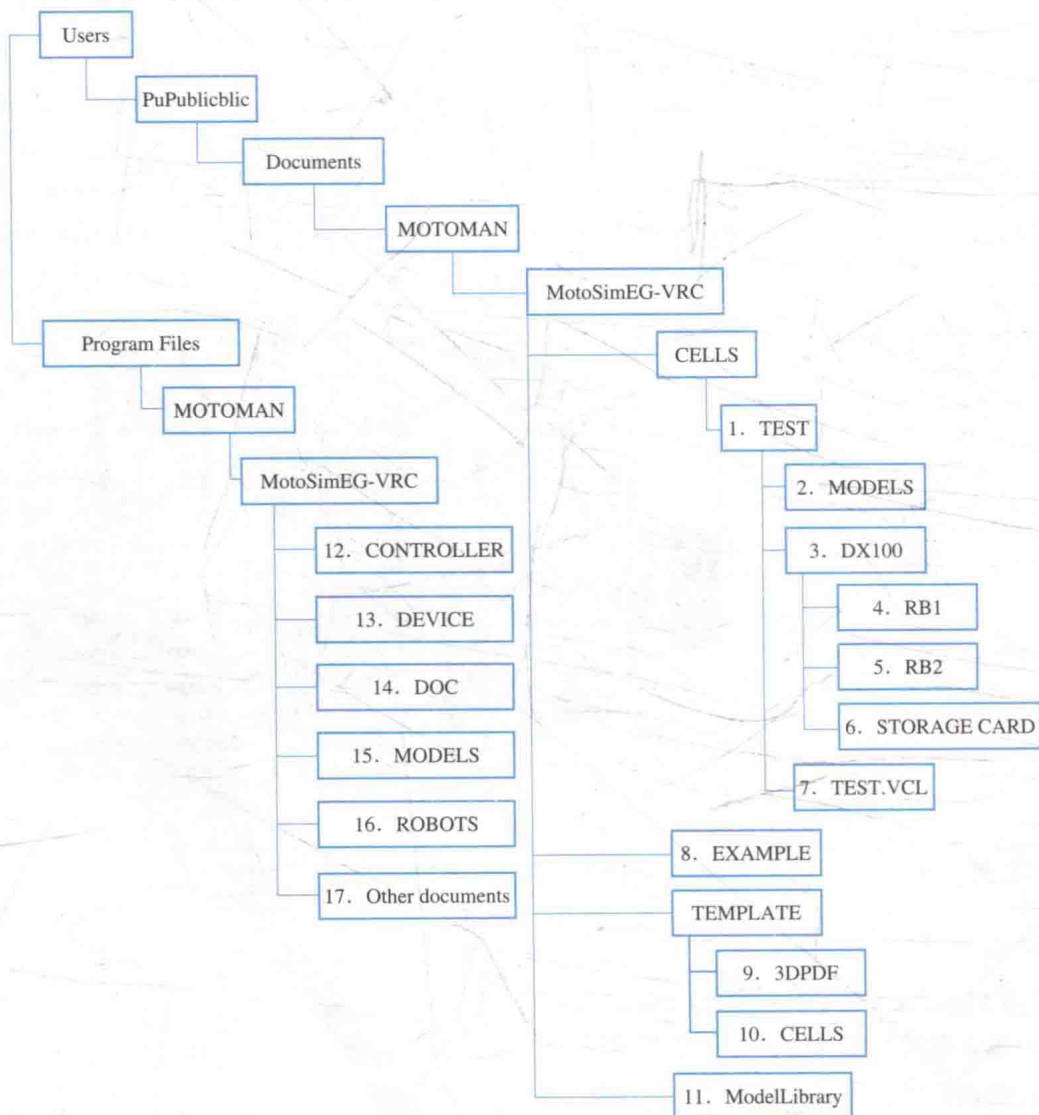 Users
PuPublicblic
Documents
MOTOMAN
MotoSimEG-VRC
CELLS
1. TEST
2. MODELS
3. DX100
4. RB1
5. RB2
6. STORAGE CARD
7. TEST.VCL
8. EXAMPLE
TEMPLATE
9. 3DPDF
10. CELLS
11. ModelLibrary
Program Files
MOTOMAN
MotoSimEG-VRC
12. CONTROLLER
13. DEVICE
14. DOC
15. MODELS
16. ROBOTS
17. Other documents